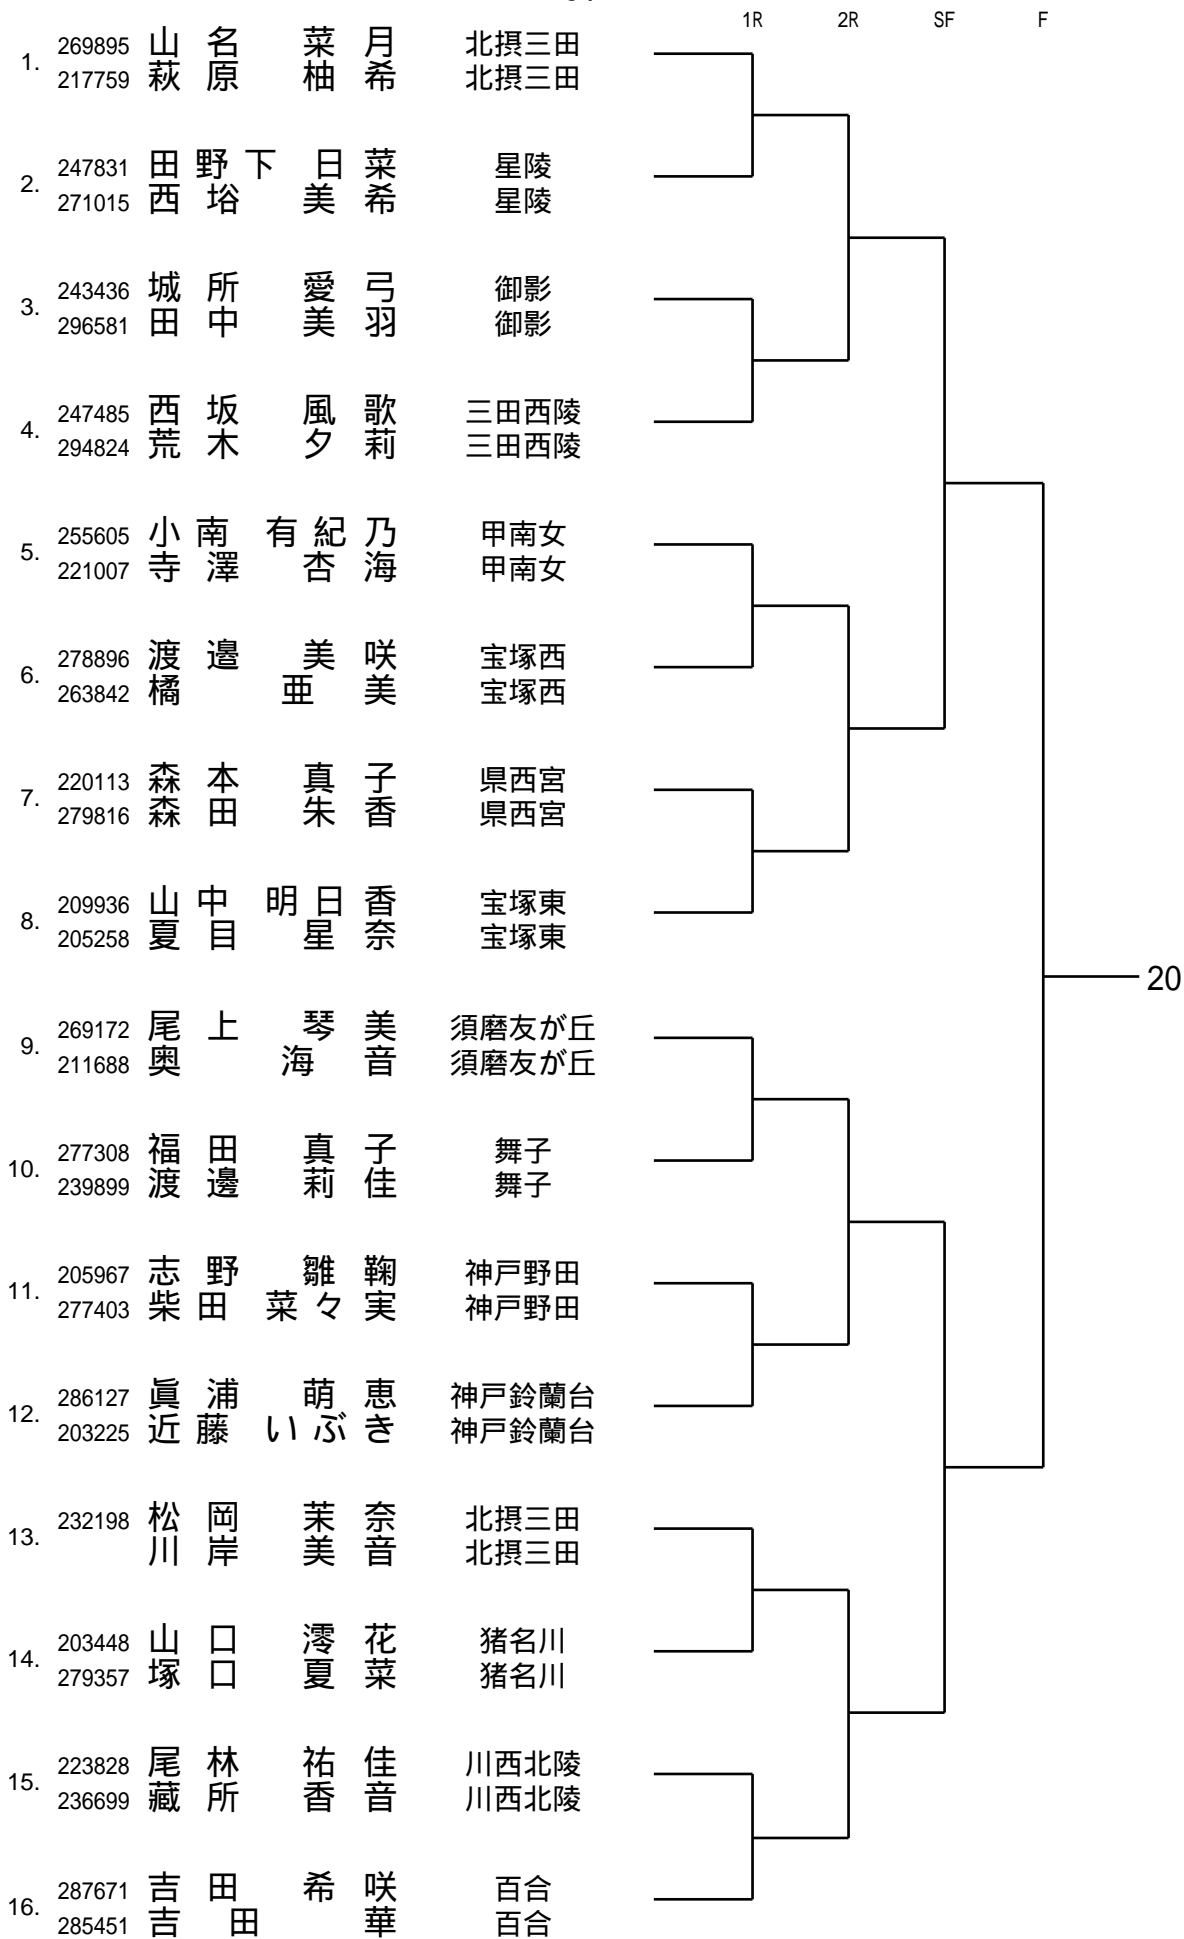 1R 2R SF F
1. 269895 山名 菜月 北摂三田
217759 萩原 柚希 北摂三田
2. 247831 田野下 日菜 星陵
271015 西塔 美希 星陵
3. 243436 城所 愛弓 御影
296581 田中 美羽 御影
4. 247485 西坂 風歌 三田西陵
294824 荒木 夕莉 三田西陵
5. 255605 小南 有紀乃 甲南女
221007 寺澤 杏海 甲南女
6. 278896 渡邉 美咲 宝塚西
263842 橘 亜美 宝塚西
7. 220113 森本 真子 県西宮
279816 森田 朱香 県西宮
8. 209936 山中 明日香 宝塚東
205258 夏目 星奈 宝塚東
20
9. 269172 尾上 琴美 須磨友が丘
211688 奥 海音 須磨友が丘
10. 277308 福田 真子 舞子
239899 渡邊 莉佳 舞子
11. 205967 志野 雛鞠 神戸野田
277403 柴田 菜々実 神戸野田
12. 286127 眞浦 萌恵 神戸鈴蘭台
203225 近藤 いぶき 神戸鈴蘭台
13. 232198 松岡 茉奈 北摂三田
川岸 美音 北摂三田
14. 203448 山口 澪花 猪名川
279357 塚口 夏菜 猪名川
15. 223828 尾林 祐佳 川西北陵
236699 藏所 香音 川西北陵
16. 287671 吉田 希咲 百合
285451 吉田 華 百合